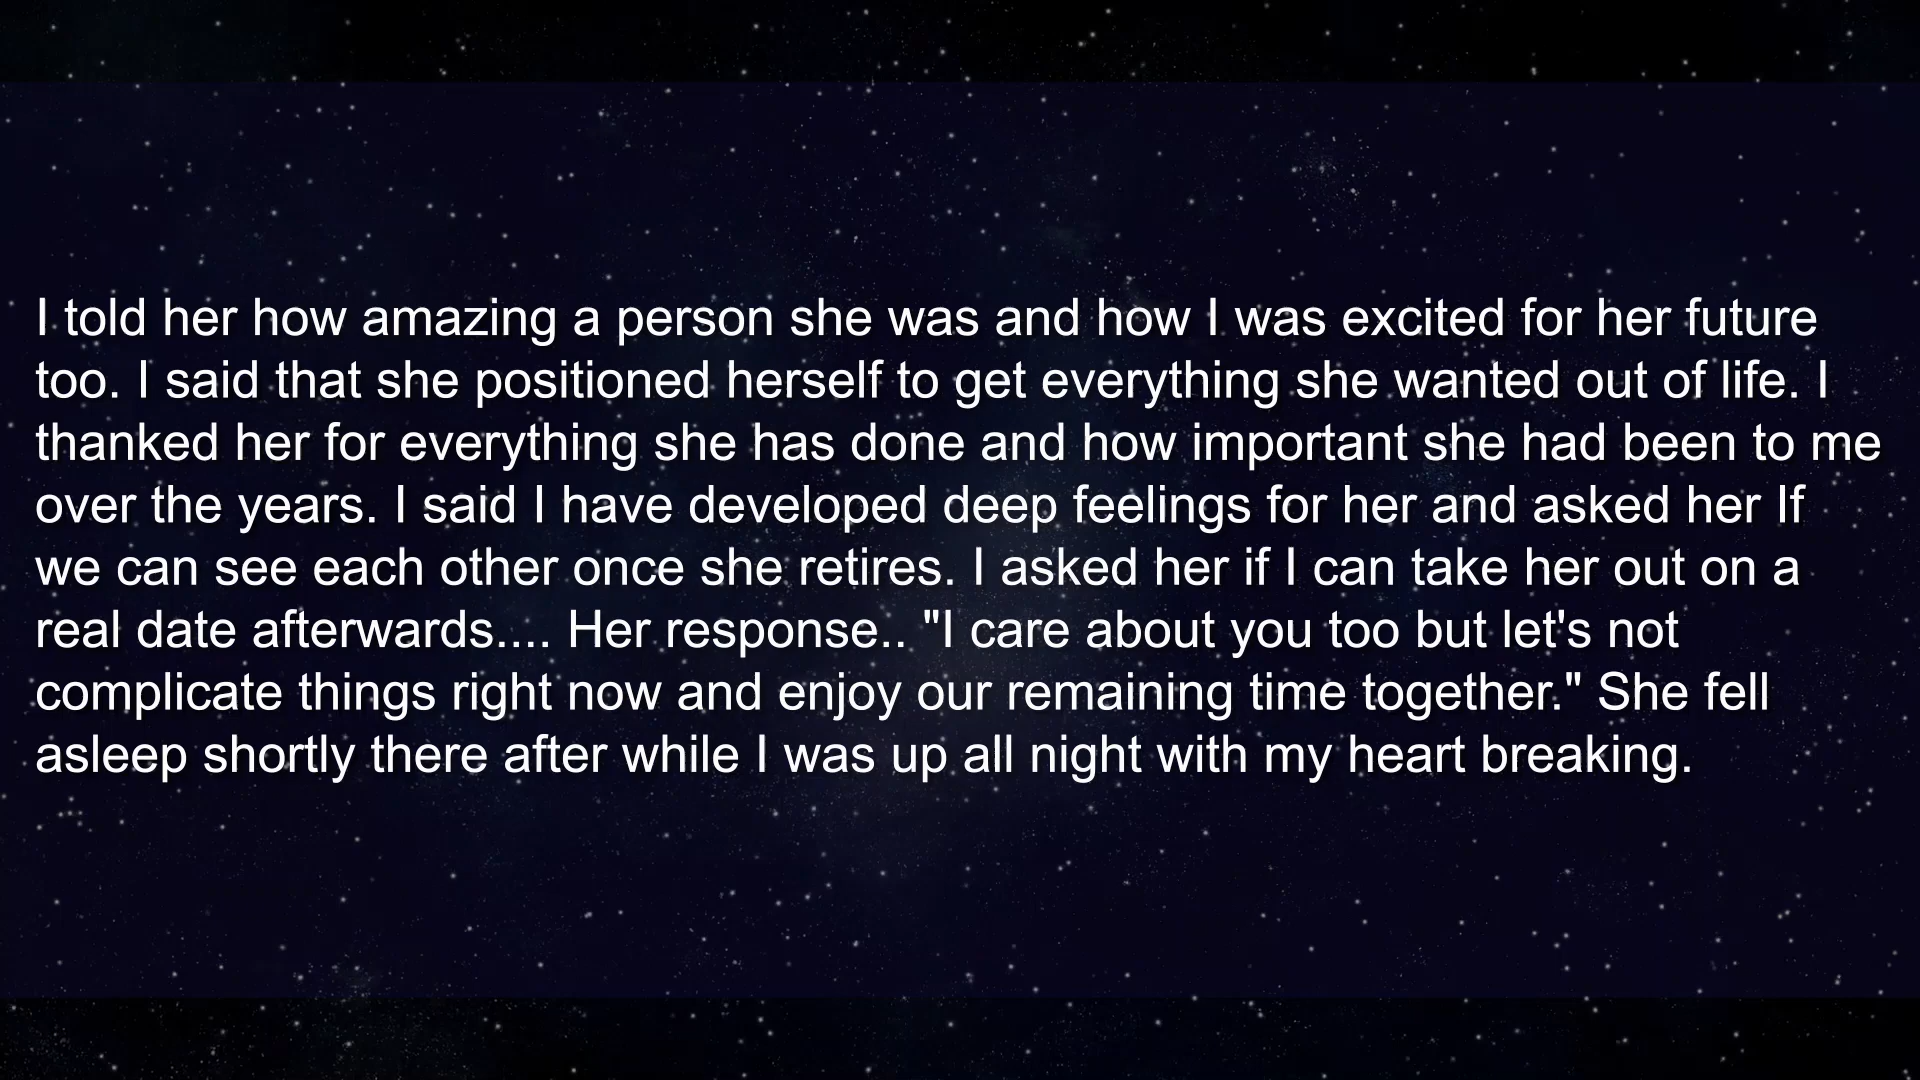 I told her how amazing a person she was and how I was excited for her future
too. I said that she positioned herself to get everything she wanted out of life. I
thanked her for everything she has done and how important she had been to me
over the years. I said I have developed deep feelings for her and asked her If
we can see each other once she retires. I asked her if I can take her out on a
real date afterwards.... Her response.. "I care about you too but let's not
complicate things right now and enjoy our remaining time together." She fell
asleep shortly there after while I was up all night with my heart breaking.